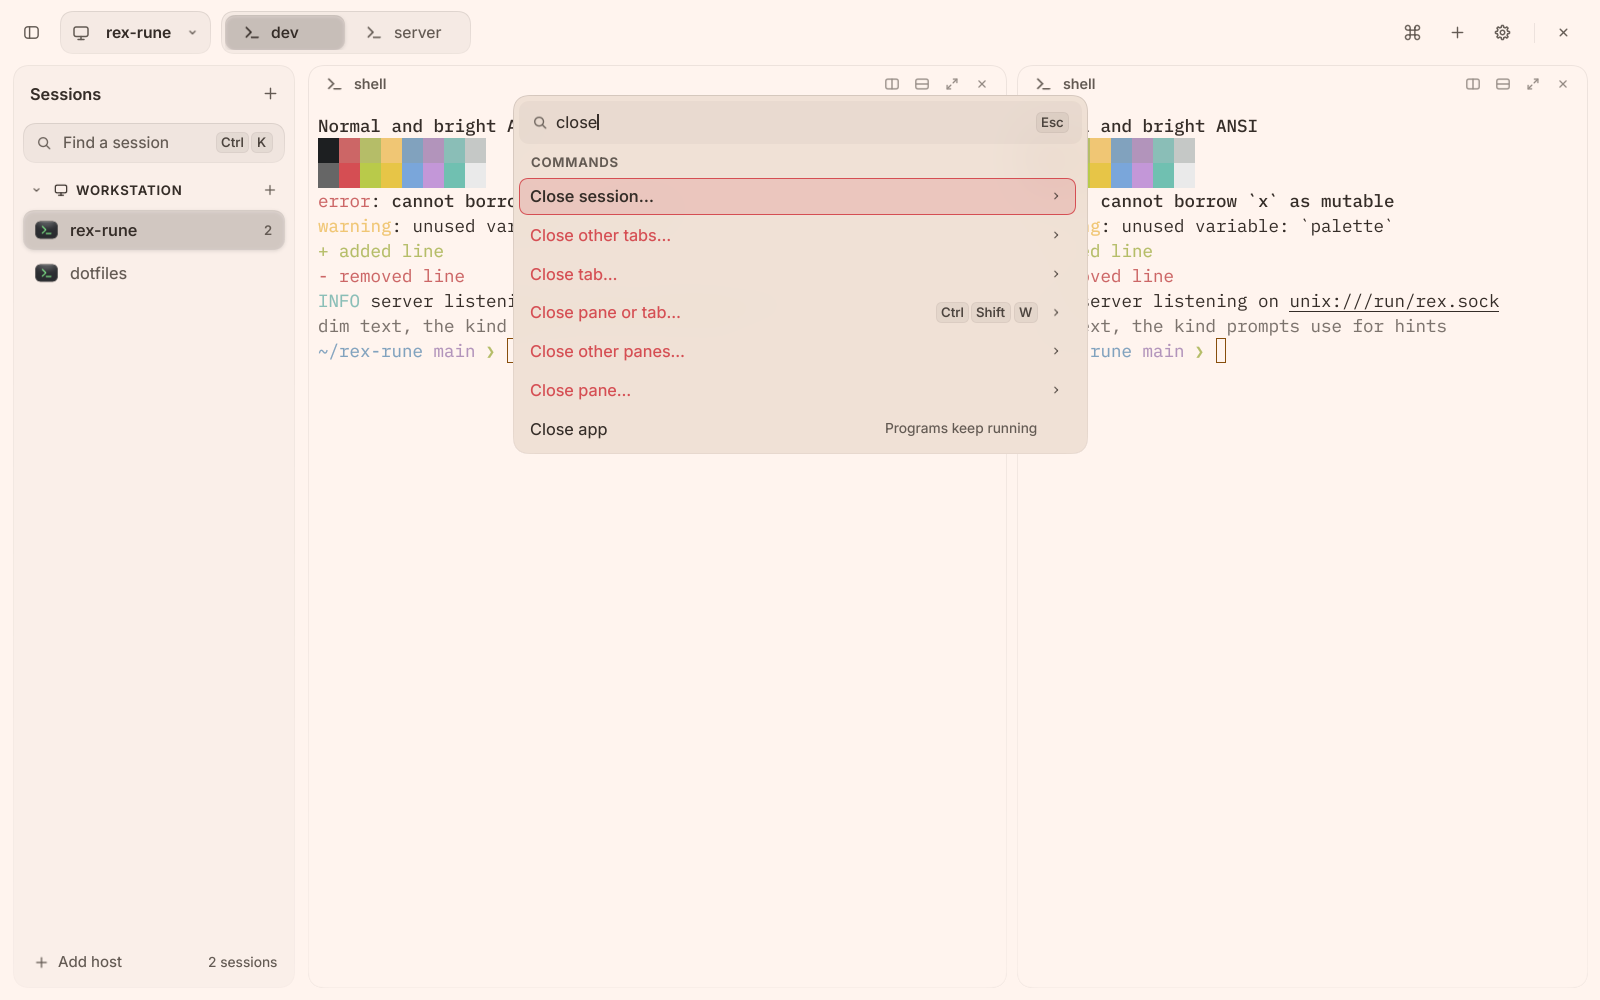 rex-rune
dev
server
Sessions
Find a session Ctrl K
WORKSTATION
rex-rune 2
dotfiles
Add host 2 sessions
shell
Normal and bright A
error: cannot borro
warning: unused var
+ added line
- removed line
INFO server listeni
dim text, the kind
~/rex-rune main ❯
close Esc
COMMANDS
Close session...
Close other tabs...
Close tab...
Close pane or tab... Ctrl Shift W
Close other panes...
Close pane...
Close app Programs keep running
shell
and bright ANSI
cannot borrow `x` as mutable
g: unused variable: `palette`
ed line
oved line
server listening on unix:///run/rex.sock
ext, the kind prompts use for hints
rune main ❯